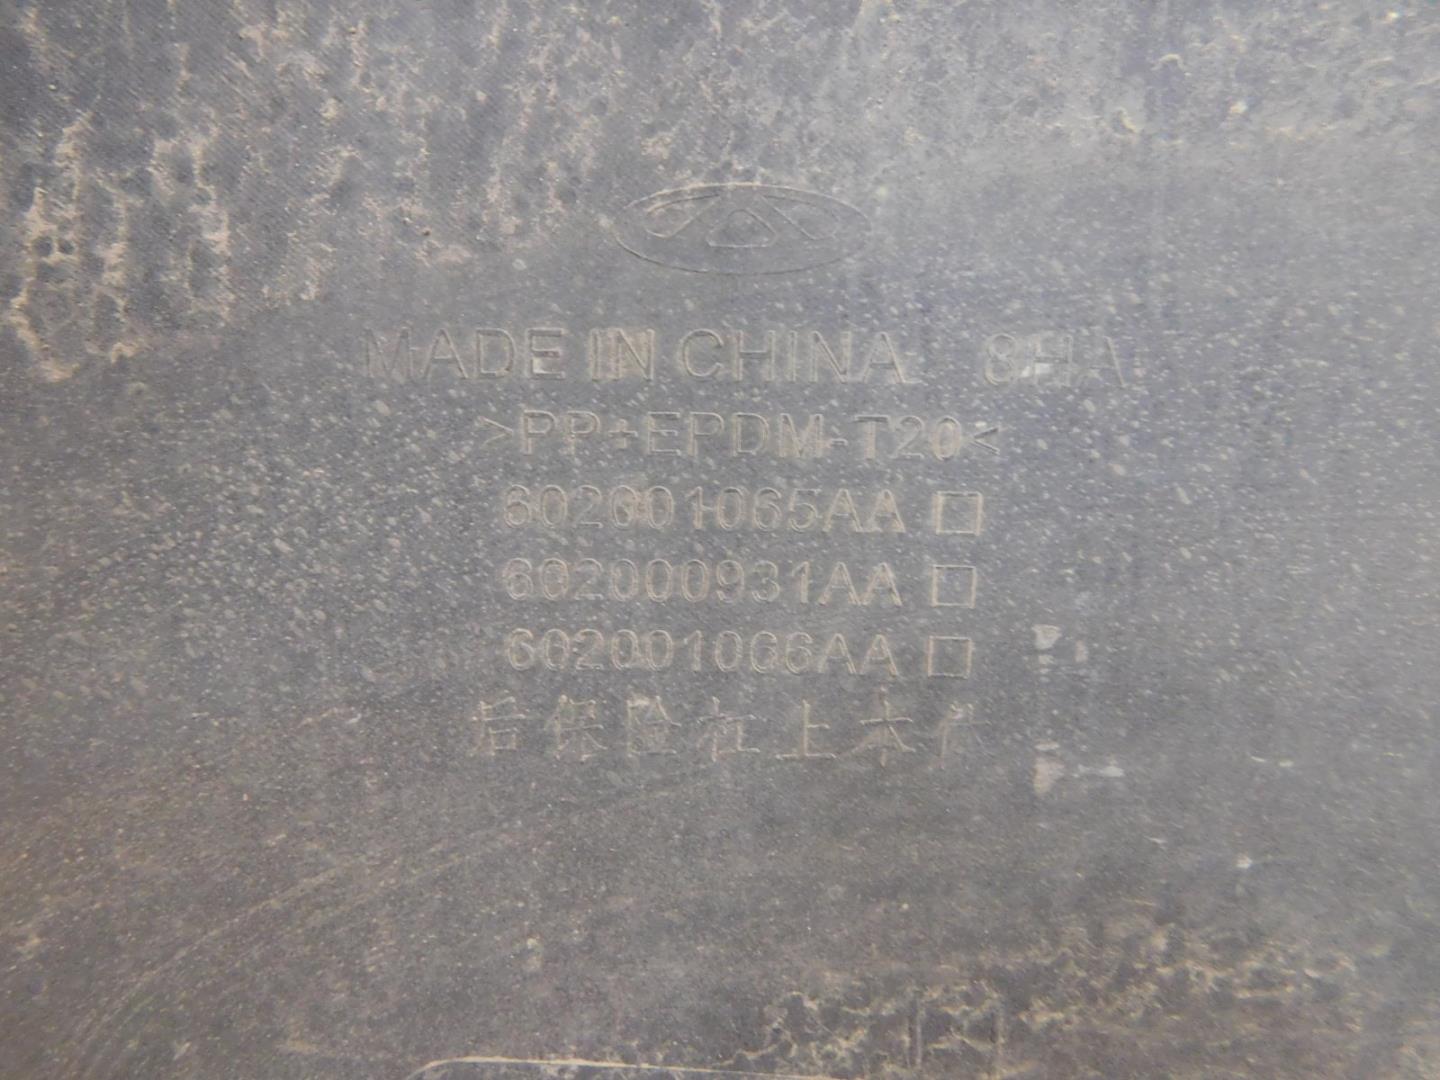 MADE IN CHINA 8HA
>PP+EPDM-T20<
602001065AA □
602000931AA □
602001066AA □
后保险杠上本体